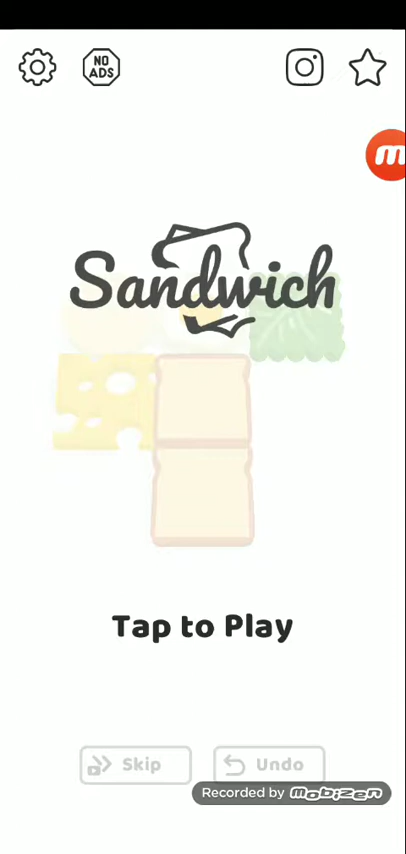 NO
ADS
m
Sandwich
Tap to Play
Skip
Undo
Recorded by mobizen